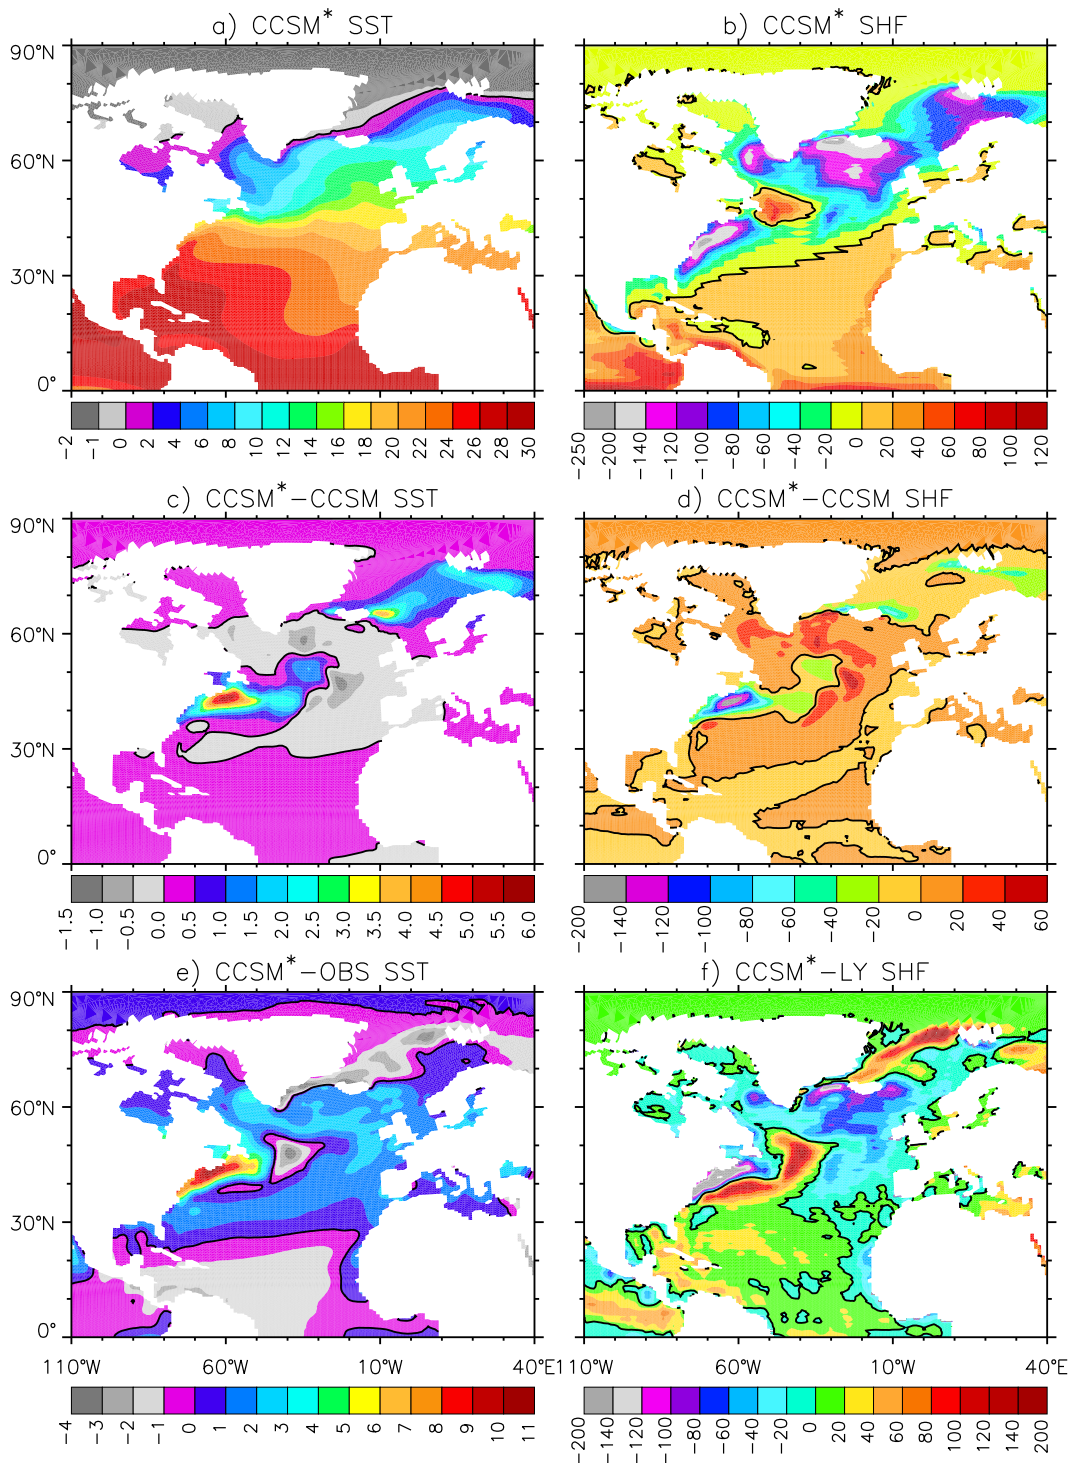 a) CCSM* SST
b) CCSM* SHF
90°N
60°N
30°N
0°
-2 -1 0 2 4 6 8 10 12 14 16 18 20 22 24 26 28 30
-250 -200 -140 -120 -100 -80 -60 -40 -20 0 20 40 60 80 100 120
c) CCSM*-CCSM SST
d) CCSM*-CCSM SHF
90°N
60°N
30°N
0°
-1.5 -1.0 -0.5 0.0 0.5 1.0 1.5 2.0 2.5 3.0 3.5 4.0 4.5 5.0 5.5 6.0
-200 -140 -120 -100 -80 -60 -40 -20 0 20 40 60
e) CCSM*-OBS SST
f) CCSM*-LY SHF
90°N
60°N
30°N
0°
110°W 60°W 10°W 40°E
110°W 60°W 10°W 40°E
-4 -3 -2 -1 0 1 2 3 4 5 6 7 8 9 10 11
-200 -140 -120 -100 -80 -60 -40 -20 0 20 40 60 80 100 120 140 200